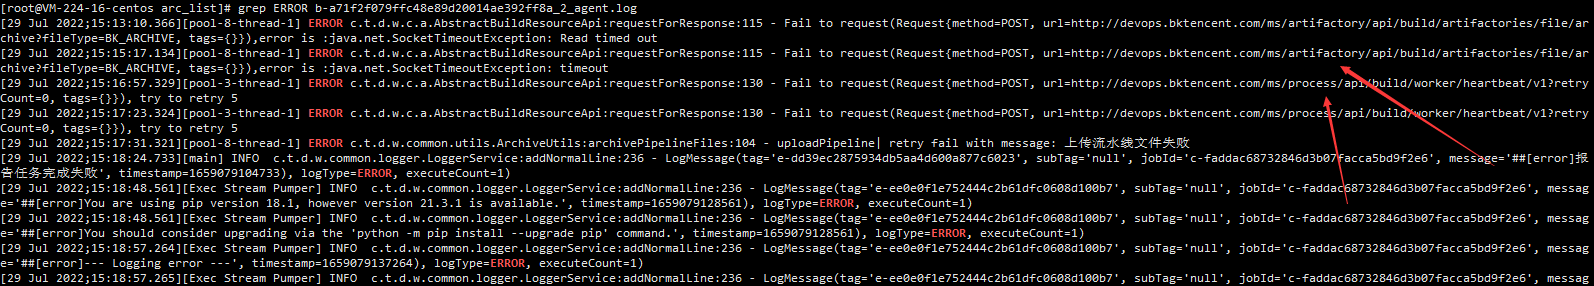 [root@VM-224-16-centos arc_list]# grep ERROR b-a71f2f079ffc48e89d20014ae392ff8a_2_agent.log
[29 Jul 2022;15:13:10.366][pool-8-thread-1] ERROR c.t.d.w.c.a.AbstractBuildResourceApi:requestForResponse:115 - Fail to request(Request{method=POST, url=http://devops.bktencent.com/ms/artifactory/api/build/artifactories/file/ar
chive?fileType=BK_ARCHIVE, tags={}}),error is :java.net.SocketTimeoutException: Read timed out
[29 Jul 2022;15:15:17.134][pool-8-thread-1] ERROR c.t.d.w.c.a.AbstractBuildResourceApi:requestForResponse:115 - Fail to request(Request{method=POST, url=http://devops.bktencent.com/ms/artifactory/api/build/artifactories/file/ar
chive?fileType=BK_ARCHIVE, tags={}}),error is :java.net.SocketTimeoutException: timeout
[29 Jul 2022;15:16:57.329][pool-3-thread-1] ERROR c.t.d.w.c.a.AbstractBuildResourceApi:requestForResponse:130 - Fail to request(Request{method=POST, url=http://devops.bktencent.com/ms/process/api/build/worker/heartbeat/v1?retry
Count=0, tags={}}), try to retry 5
[29 Jul 2022;15:17:23.324][pool-3-thread-1] ERROR c.t.d.w.c.a.AbstractBuildResourceApi:requestForResponse:130 - Fail to request(Request{method=POST, url=http://devops.bktencent.com/ms/process/api/build/worker/heartbeat/v1?retry
Count=0, tags={}}), try to retry 5
[29 Jul 2022;15:17:31.321][pool-8-thread-1] ERROR c.t.d.w.common.utils.ArchiveUtils:archivePipelineFiles:104 - uploadPipeline| retry fail with message: 上传流水线文件失败
[29 Jul 2022;15:18:24.733][main] INFO  c.t.d.w.common.logger.LoggerService:addNormalLine:236 - LogMessage(tag='e-dd39ec2875934db5aa4d600a877c6023', subTag='null', jobId='c-faddac68732846d3b07facca5bd9f2e6', message='##[error]报
告任务完成失败', timestamp=1659079104733), logType=ERROR, executeCount=1)
[29 Jul 2022;15:18:48.561][Exec Stream Pumper] INFO  c.t.d.w.common.logger.LoggerService:addNormalLine:236 - LogMessage(tag='e-ee0e0f1e752444c2b61dfc0608d100b7', subTag='null', jobId='c-faddac68732846d3b07facca5bd9f2e6', messag
e='##[error]You are using pip version 18.1, however version 21.3.1 is available.', timestamp=1659079128561), logType=ERROR, executeCount=1)
[29 Jul 2022;15:18:48.561][Exec Stream Pumper] INFO  c.t.d.w.common.logger.LoggerService:addNormalLine:236 - LogMessage(tag='e-ee0e0f1e752444c2b61dfc0608d100b7', subTag='null', jobId='c-faddac68732846d3b07facca5bd9f2e6', messag
e='##[error]You should consider upgrading via the 'python -m pip install --upgrade pip' command.', timestamp=1659079128561), logType=ERROR, executeCount=1)
[29 Jul 2022;15:18:57.264][Exec Stream Pumper] INFO  c.t.d.w.common.logger.LoggerService:addNormalLine:236 - LogMessage(tag='e-ee0e0f1e752444c2b61dfc0608d100b7', subTag='null', jobId='c-faddac68732846d3b07facca5bd9f2e6', messag
e='##[error]--- Logging error ---', timestamp=1659079137264), logType=ERROR, executeCount=1)
[29 Jul 2022;15:18:57.265][Exec Stream Pumper] INFO  c.t.d.w.common.logger.LoggerService:addNormalLine:236 - LogMessage(tag='e-ee0e0f1e752444c2b61dfc0608d100b7', subTag='null', jobId='c-faddac68732846d3b07facca5bd9f2e6', messag